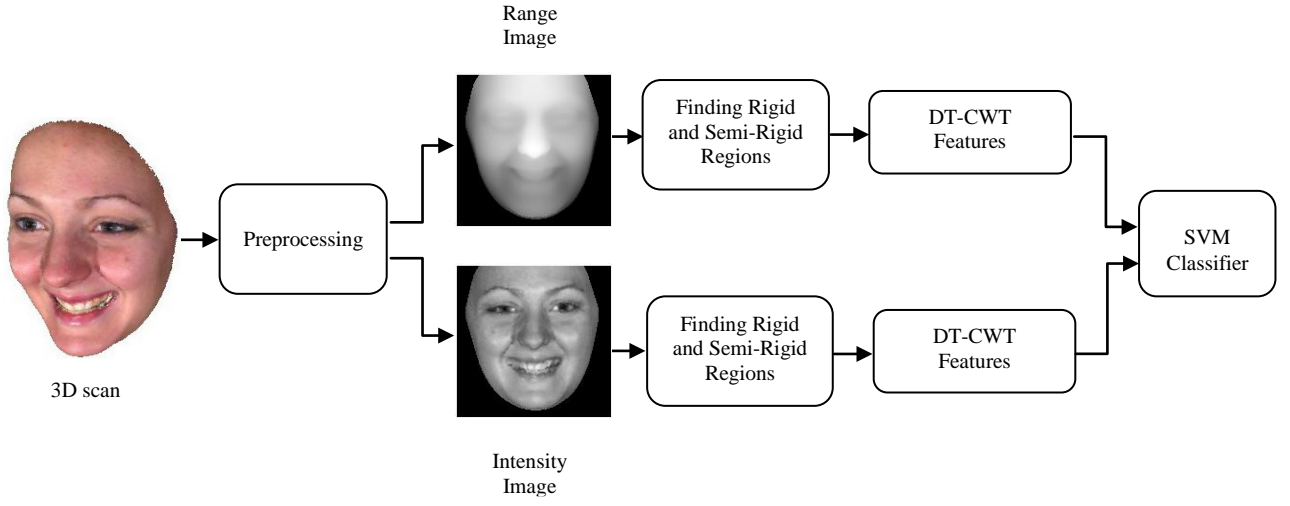 Range
Image
Finding Rigid
and Semi-Rigid
Regions
DT-CWT
Features
Preprocessing
SVM
Classifier
3D scan
Finding Rigid
and Semi-Rigid
Regions
DT-CWT
Features
Intensity
Image